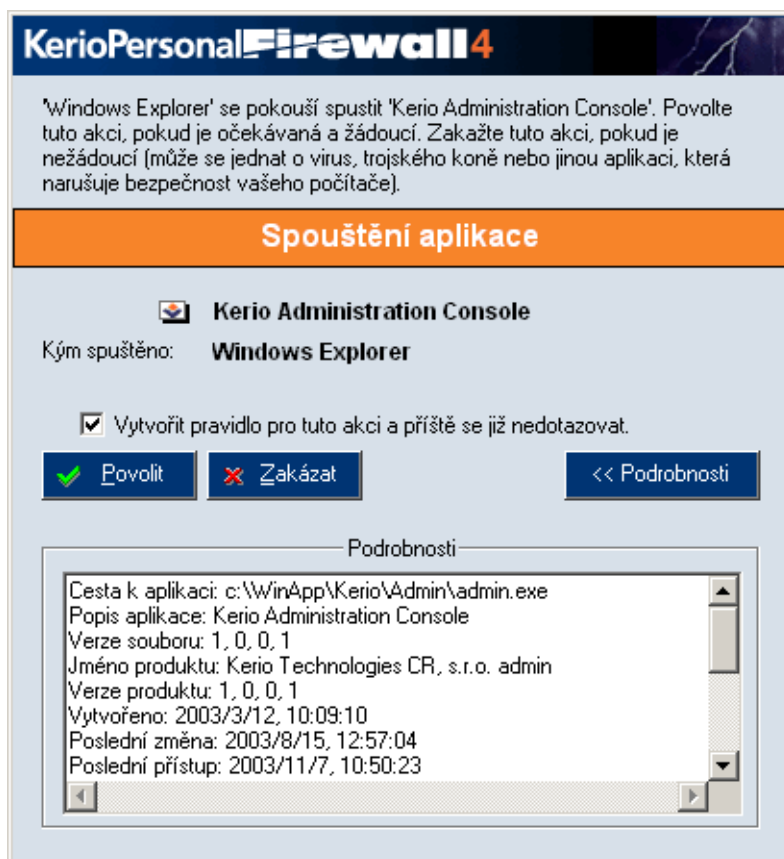 KerioPersonalFirewall4
'Windows Explorer' se pokouší spustit 'Kerio Administration Console'. Povolte
tuto akci, pokud je očekávaná a žádoucí. Zakažte tuto akci, pokud je
nežádoucí (může se jednat o virus, trojského koně nebo jinou aplikaci, která
narušuje bezpečnost vašeho počítače).
Spouštění aplikace
Kerio Administration Console
Kým spuštěno: Windows Explorer
Vytvořit pravidlo pro tuto akci a příště se již nedotazovat.
Povolit Zakázat << Podrobnosti
Podrobnosti
Cesta k aplikaci: c:\WinApp\Kerio\Admin\admin.exe
Popis aplikace: Kerio Administration Console
Verze souboru: 1, 0, 0, 1
Jméno produktu: Kerio Technologies CR, s.r.o. admin
Verze produktu: 1, 0, 0, 1
Vytvořeno: 2003/3/12, 10:09:10
Poslední změna: 2003/8/15, 12:57:04
Poslední přístup: 2003/11/7, 10:50:23